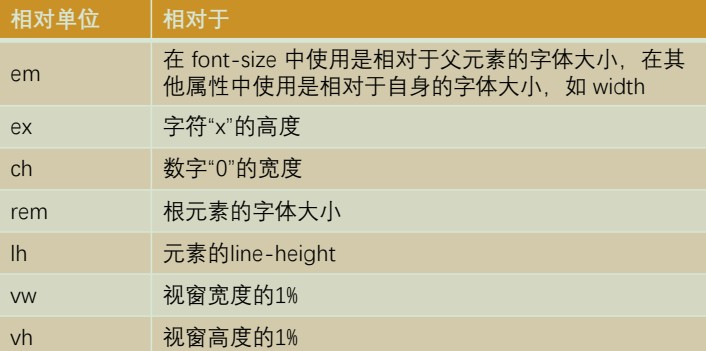 相对单位 相对于
em 在 font-size 中使用是相对于父元素的字体大小，在其
他属性中使用是相对于自身的字体大小，如 width
ex 字符“x”的高度
ch 数字“0”的宽度
rem 根元素的字体大小
lh 元素的line-height
vw 视窗宽度的1%
vh 视窗高度的1%